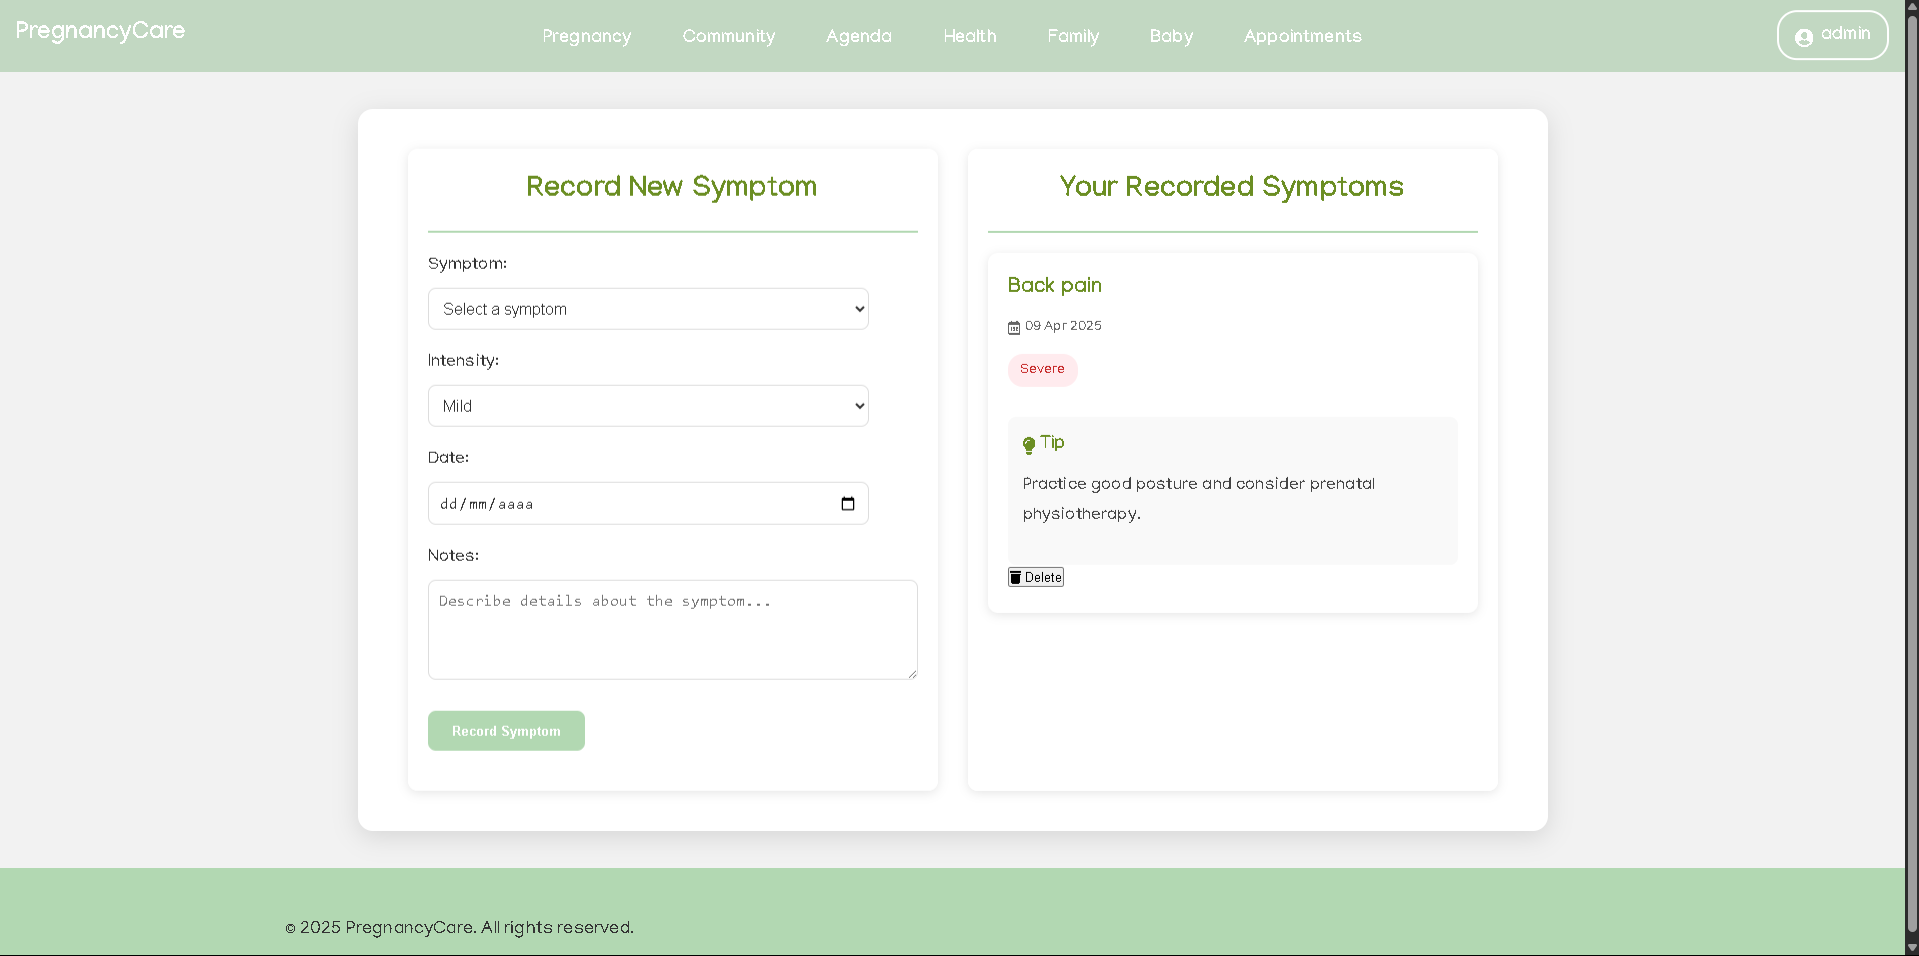 PregnancyCare
Pregnancy
Community
Agenda
Health
Family
Baby
Appointments
admin
Record New Symptom
Symptom:
Select a symptom
Intensity:
Mild
Date:
dd/mm/aaaa
Notes:
Describe details about the symptom...
Record Symptom
Your Recorded Symptoms
Back pain
09 Apr 2025
Severe
Tip
Practice good posture and consider prenatal
physiotherapy.
Delete
© 2025 PregnancyCare. All rights reserved.